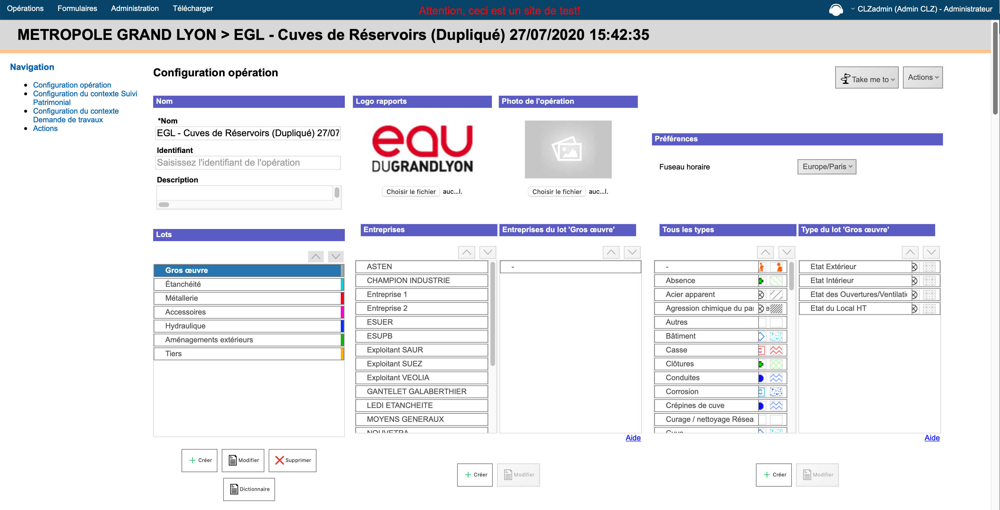 Opérations Formulaires Administration Télécharger
Attention, ceci est un site de test!
CLZadmin (Admin CLZ) - Administrateur
METROPOLE GRAND LYON > EGL - Cuves de Réservoirs (Dupliqué) 27/07/2020 15:42:35
Navigation
Configuration opération
Configuration du contexte Suivi
Patrimonial
Configuration du contexte
Demande de travaux
Actions
Configuration opération
Take me to
Actions
Nom
*Nom
EGL - Cuves de Réservoirs (Dupliqué) 27/07
Identifiant
Saisissez l'identifiant de l'opération
Description
Logo rapports
eau
DUGRANDLYON
Choisir le fichier auc...l.
Photo de l'opération
Choisir le fichier auc...l.
Préférences
Fuseau horaire
Europe/Paris
Lots
Gros œuvre
Étanchéité
Métallerie
Accessoires
Hydraulique
Aménagements extérieurs
Tiers
Créer
Modifier
Supprimer
Dictionnaire
Entreprises
ASTEN
CHAMPION INDUSTRIE
Entreprise 1
Entreprise 2
ESUER
ESUPB
Exploitant SAUR
Exploitant SUEZ
Exploitant VEOLIA
GANTELET GALABERTHIER
LEDI ETANCHEITE
MOYENS GENERAUX
NOUVETRA
Entreprises du lot 'Gros œuvre'
-
Aide
Créer
Modifier
Tous les types
-
Absence
Acier apparent
Agression chimique du pa
Autres
Bâtiment
Casse
C
Clôtures
Conduites
Corrosion
C
Crépines de cuve
Curage / nettoyage Résea
Cuve
Type du lot 'Gros œuvre'
Etat Extérieur
Etat Intérieur
Etat des Ouvertures/Ventilati
Etat du Local HT
Aide
Créer
Modifier